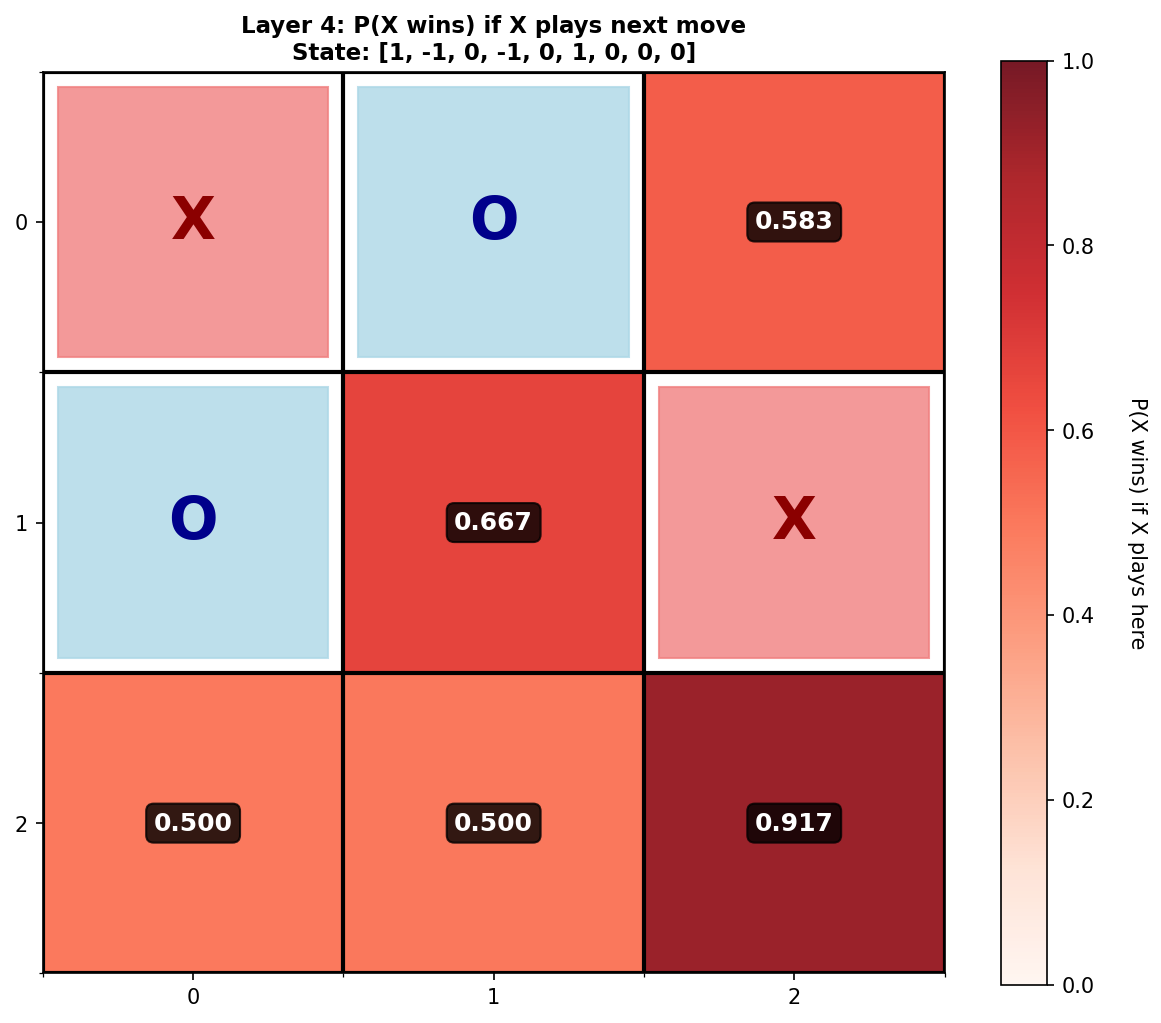 Layer 4: P(X wins) if X plays next move
State: [1, -1, 0, -1, 0, 1, 0, 0, 0]
0 X O 0.583
1 O 0.667 X
2 0.500 0.500 0.917
0 1 2
1.0
0.8
0.6
0.4
0.2
0.0
P(X wins) if X plays here